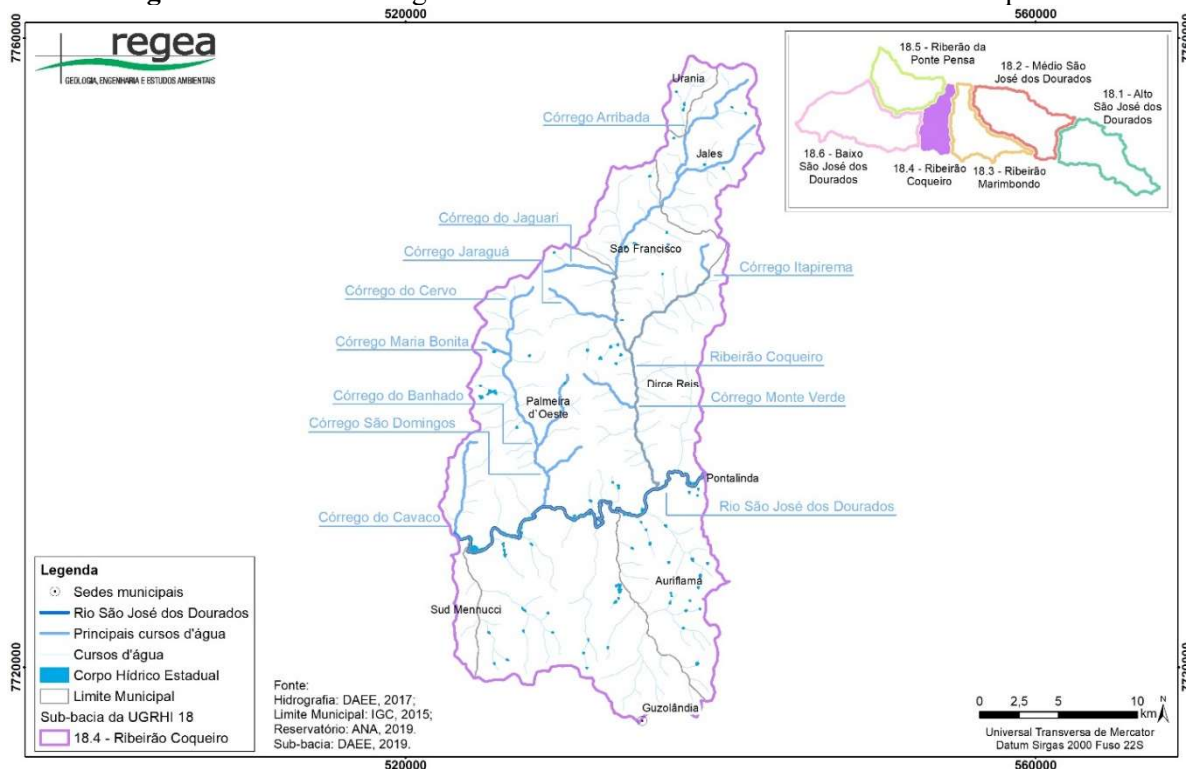 520000
560000
7760000
7760000
regea
GEOLOGIA, ENGENHARIA E ESTUDOS AMBIENTAIS
18.5 - Riberão da
Ponte Pensa
18.2 - Médio São
José dos Dourados
18.1 - Alto
São José dos
Dourados
18.6 - Baixo
São José dos
Dourados
18.4 - Ribeirão
Coqueiro
18.3 - Ribeirão
Marimbondo
Urania
Córrego Arribada
Jales
Córrego do Jaguari
Sao Francisco
Córrego Jaraguá
Córrego Itapirema
Córrego do Cervo
Córrego Maria Bonita
Ribeirão Coqueiro
Dirce Reis
Córrego do Banhado
Palmeira
d`Oeste
Córrego Monte Verde
Córrego São Domingos
Pontalinda
Córrego do Cavaco
Rio São José dos Dourados
Auriflama
Sud Mennucci
Guzolândia
Legenda
Sedes municipais
Rio São José dos Dourados
Principais cursos d'água
Cursos d'água
Corpo Hídrico Estadual
Limite Municipal
Sub-bacia da UGRHI 18
18.4 - Ribeirão Coqueiro
Fonte:
Hidrografia: DAEE, 2017;
Limite Municipal: IGC, 2015;
Reservatório: ANA, 2019.
Sub-bacia: DAEE, 2019.
0 2,5 5 10
km
N
Universal Transversa de Mercator
Datum Sirgas 2000 Fuso 22S
7720000
7720000
520000
560000